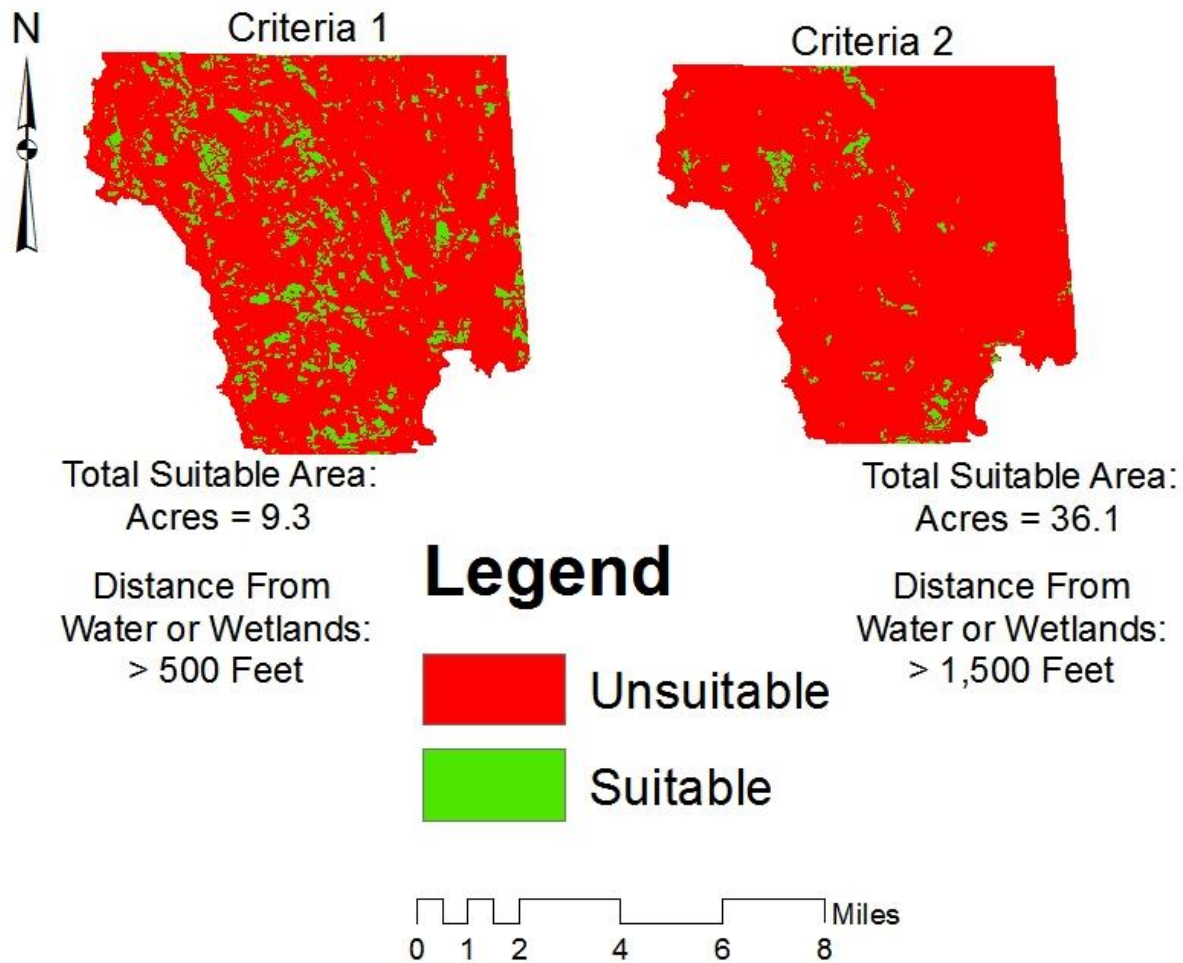 N
Criteria 1
Criteria 2
Total Suitable Area:
Acres = 9.3
Distance From
Water or Wetlands:
> 500 Feet
Total Suitable Area:
Acres = 36.1
Distance From
Water or Wetlands:
> 1,500 Feet
Legend
Unsuitable
Suitable
Miles
0 1 2 4 6 8